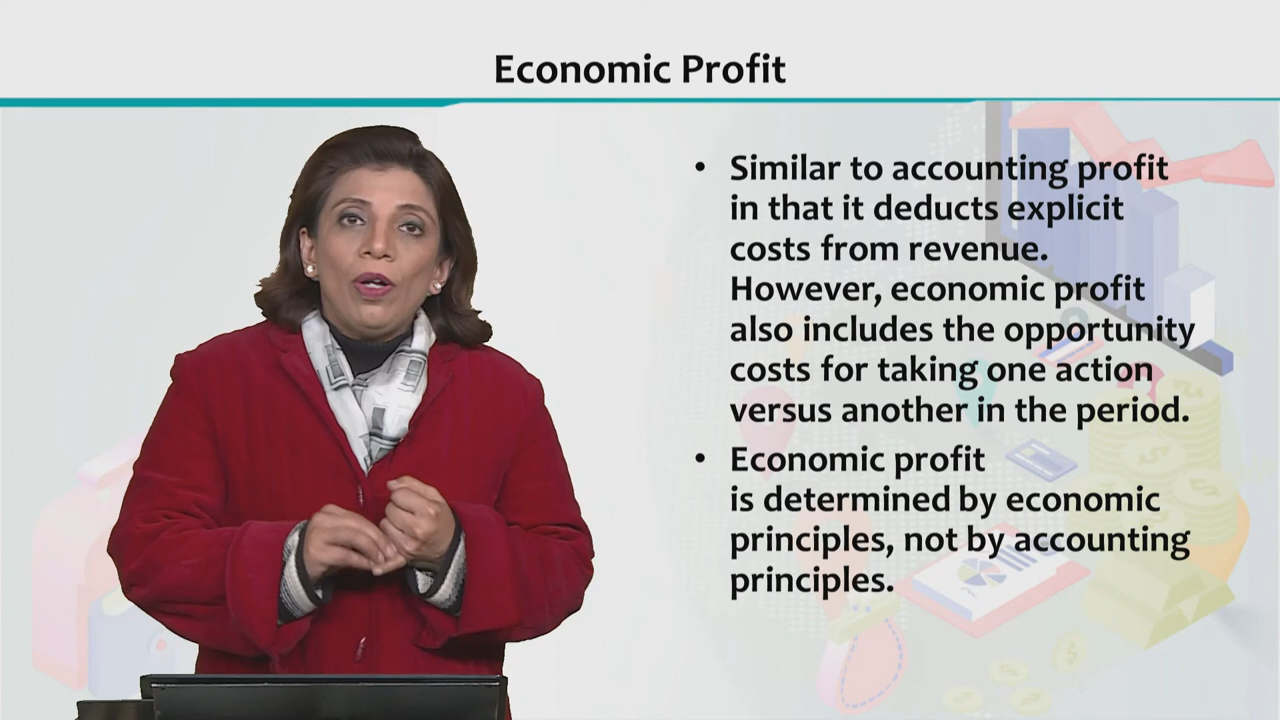 Economic Profit
• Similar to accounting profit
in that it deducts explicit
costs from revenue.
However, economic profit
also includes the opportunity
costs for taking one action
versus another in the period.
• Economic profit
is determined by economic
principles, not by accounting
principles.